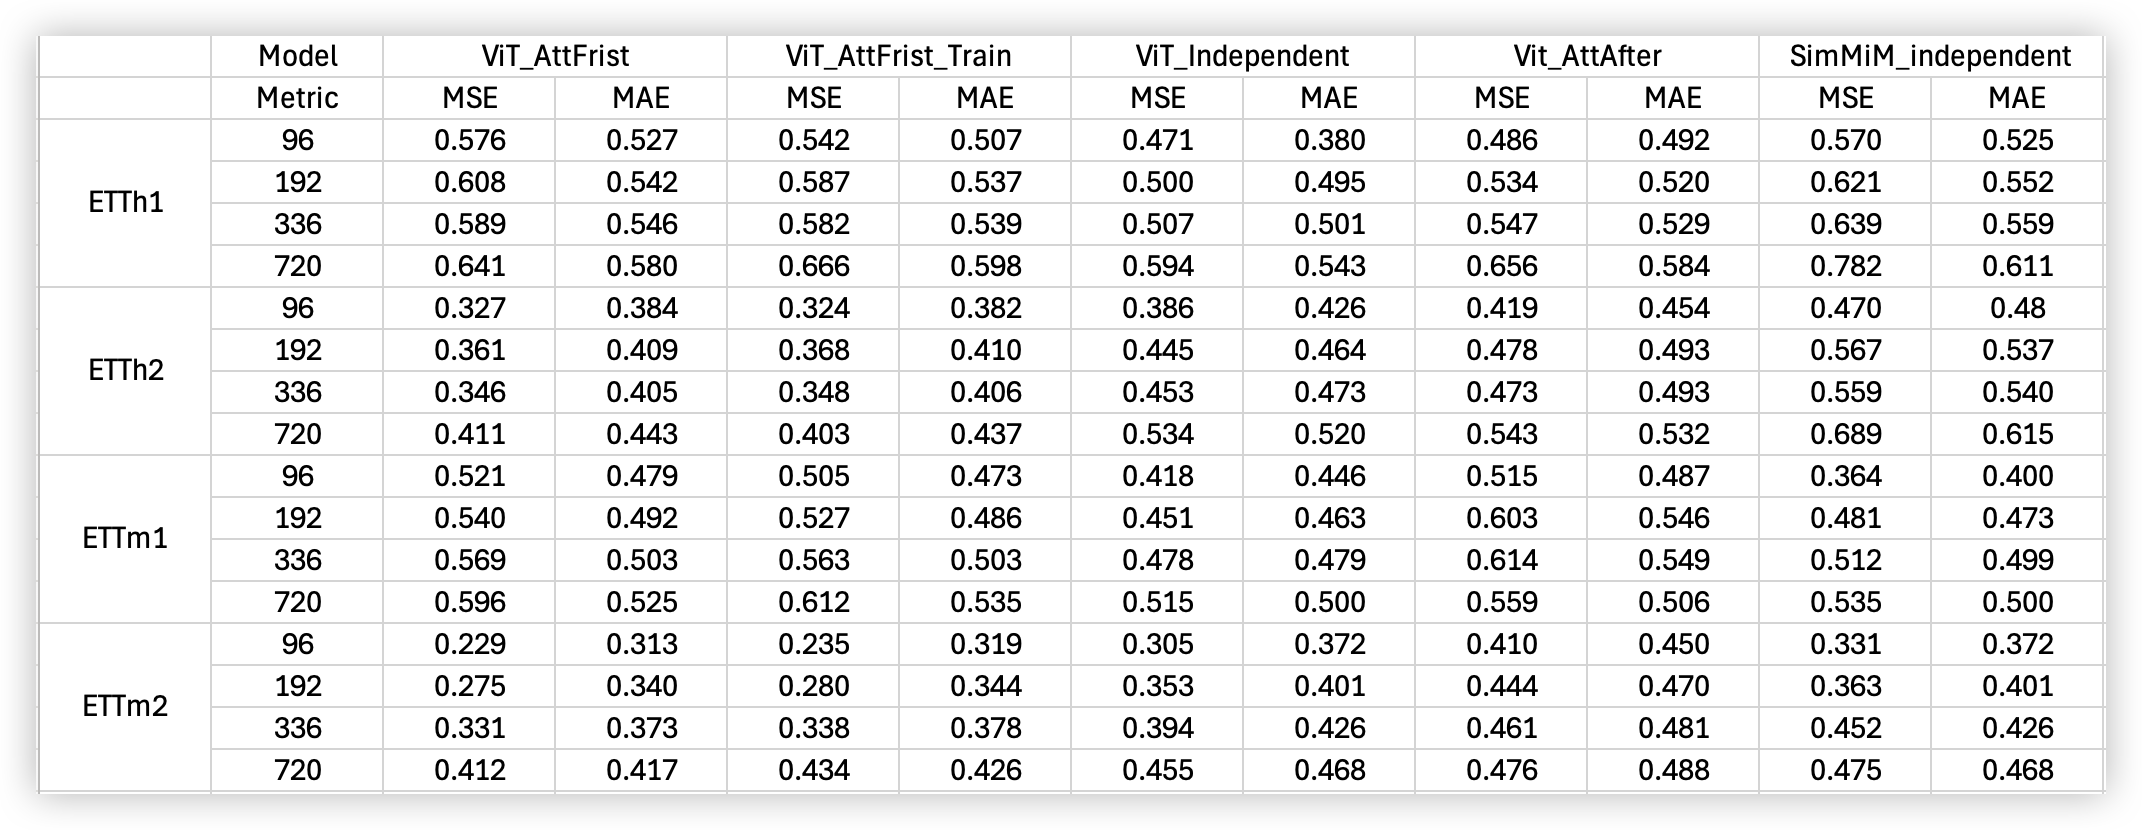 Model ViT_AttFrist ViT_AttFrist_Train ViT_Independent Vit_AttAfter SimMiM_independent
Metric MSE MAE MSE MAE MSE MAE MSE MAE MSE MAE
ETTh1
96 0.576 0.527 0.542 0.507 0.471 0.380 0.486 0.492 0.570 0.525
192 0.608 0.542 0.587 0.537 0.500 0.495 0.534 0.520 0.621 0.552
336 0.589 0.546 0.582 0.539 0.507 0.501 0.547 0.529 0.639 0.559
720 0.641 0.580 0.666 0.598 0.594 0.543 0.656 0.584 0.782 0.611
ETTh2
96 0.327 0.384 0.324 0.382 0.386 0.426 0.419 0.454 0.470 0.48
192 0.361 0.409 0.368 0.410 0.445 0.464 0.478 0.493 0.567 0.537
336 0.346 0.405 0.348 0.406 0.453 0.473 0.473 0.493 0.559 0.540
720 0.411 0.443 0.403 0.437 0.534 0.520 0.543 0.532 0.689 0.615
ETTm1
96 0.521 0.479 0.505 0.473 0.418 0.446 0.515 0.487 0.364 0.400
192 0.540 0.492 0.527 0.486 0.451 0.463 0.603 0.546 0.481 0.473
336 0.569 0.503 0.563 0.503 0.478 0.479 0.614 0.549 0.512 0.499
720 0.596 0.525 0.612 0.535 0.515 0.500 0.559 0.506 0.535 0.500
ETTm2
96 0.229 0.313 0.235 0.319 0.305 0.372 0.410 0.450 0.331 0.372
192 0.275 0.340 0.280 0.344 0.353 0.401 0.444 0.470 0.363 0.401
336 0.331 0.373 0.338 0.378 0.394 0.426 0.461 0.481 0.452 0.426
720 0.412 0.417 0.434 0.426 0.455 0.468 0.476 0.488 0.475 0.468